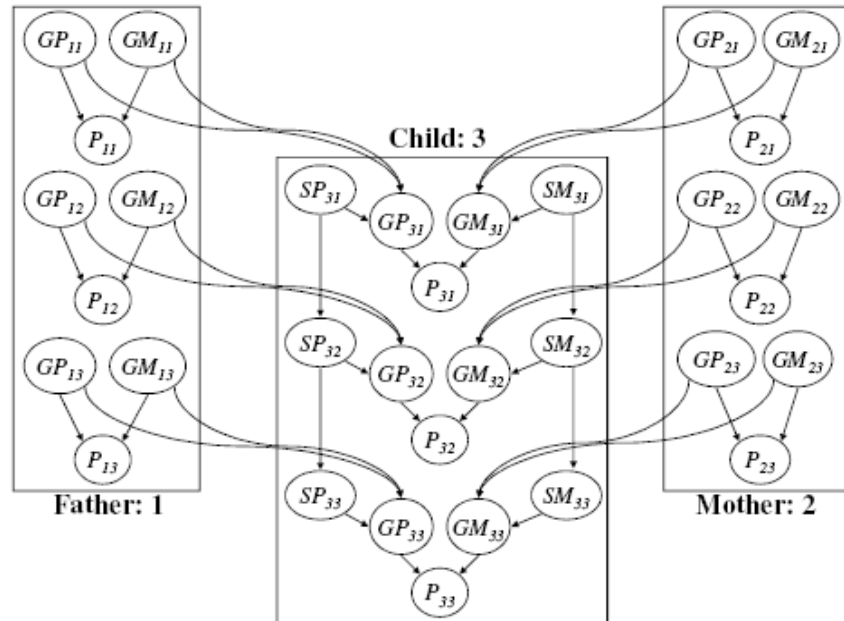 GP11 GM11 GP21 GM21
P11 P21
Child: 3
SP31 SM31
GP12 GM12 GP22 GM22
GP31 GM31
P31
P12 P22
SP32 SM32
GP13 GM13 GP23 GM23
GP32 GM32
P32
P13 P23
SP33 SM33
Father: 1 Mother: 2
GP33 GM33
P33